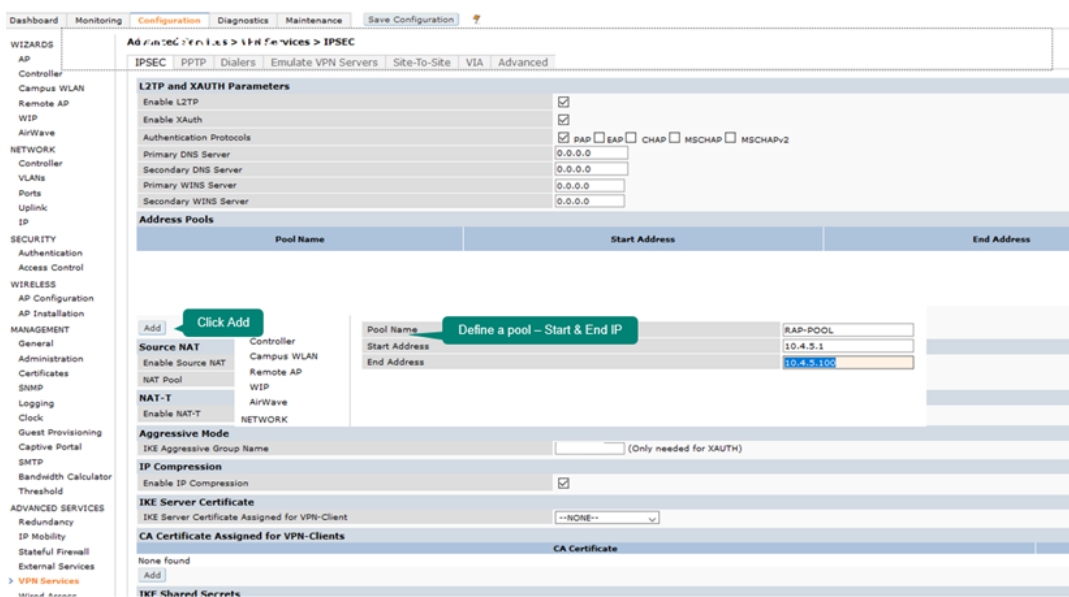 Dashboard Monitoring Configuration Diagnostics Maintenance Save Configuration
WIZARDS
AP
Controller
Campus WLAN
Remote AP
WIP
AirWave
NETWORK
Controller
VLANs
Ports
Uplink
IP
SECURITY
Authentication
Access Control
WIRELESS
AP Configuration
AP Installation
MANAGEMENT
General
Administration
Certificates
SNMP
Logging
Clock
Guest Provisioning
Captive Portal
SMTP
Bandwidth Calculator
Threshold
ADVANCED SERVICES
Redundancy
IP Mobility
Stateful Firewall
External Services
> VPN Services
Wired Access
Advanced Services > VPN Services > IPSEC
IPSEC PPTP Dialers Emulate VPN Servers Site-To-Site VIA Advanced
L2TP and XAUTH Parameters
Enable L2TP
Enable XAuth
Authentication Protocols PAP EAP CHAP MSCHAP MSCHAPv2
Primary DNS Server 0.0.0.0
Secondary DNS Server 0.0.0.0
Primary WINS Server 0.0.0.0
Secondary WINS Server 0.0.0.0
Address Pools
Pool Name Start Address End Address
Add Click Add
Pool Name Define a pool – Start & End IP RAP-POOL
Start Address 10.4.5.1
End Address 10.4.5.100
Controller
Campus WLAN
Remote AP
WIP
AirWave
NETWORK
Source NAT
Enable Source NAT
NAT Pool
NAT-T
Enable NAT-T
Aggressive Mode
IKE Aggressive Group Name (Only needed for XAUTH)
IP Compression
Enable IP Compression
IKE Server Certificate
IKE Server Certificate Assigned for VPN-Client --NONE--
CA Certificate Assigned for VPN-Clients
CA Certificate
None found
Add
IKE Shared Secrets